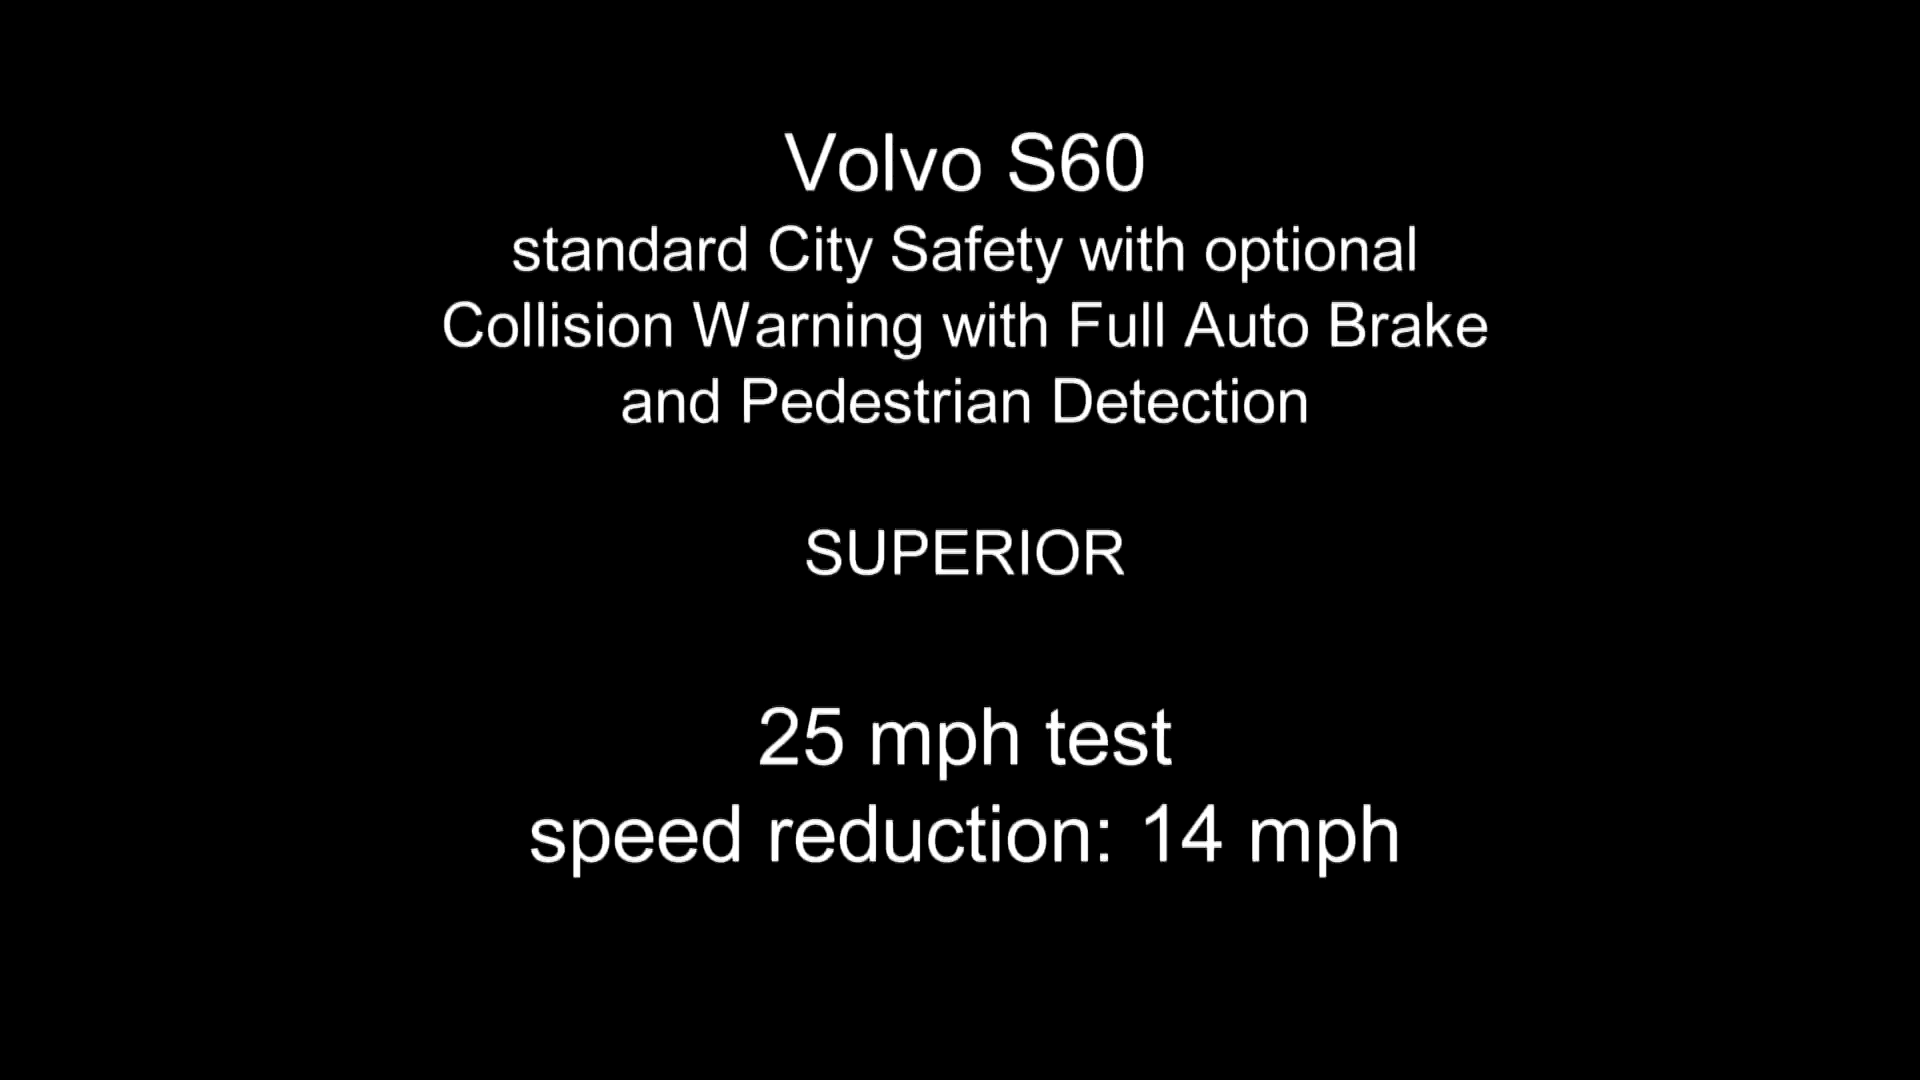 Volvo S60
standard City Safety with optional
Collision Warning with Full Auto Brake
and Pedestrian Detection
SUPERIOR
25 mph test
speed reduction: 14 mph